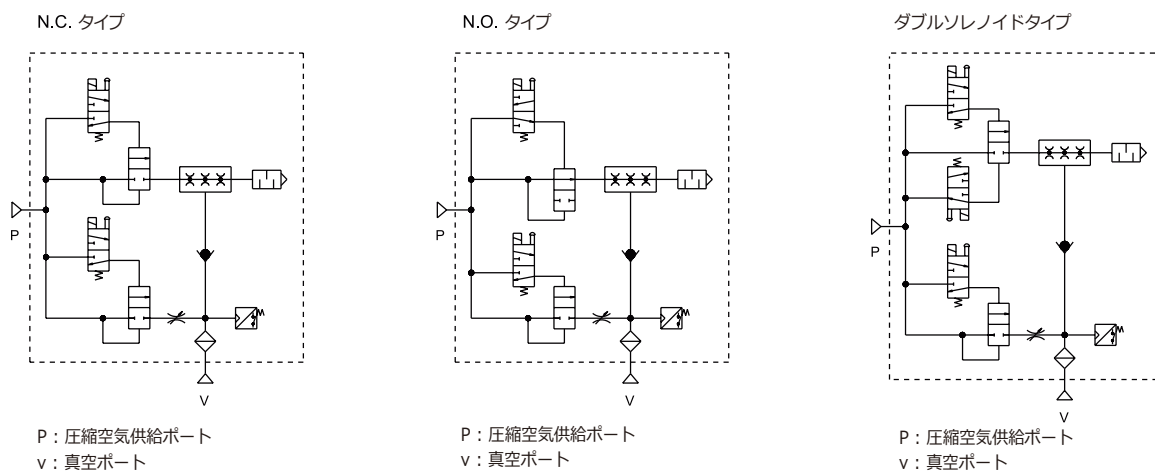 N.C. タイプ
P
V
P：圧縮空気供給ポート
v：真空ポート
N.O. タイプ
P
V
P：圧縮空気供給ポート
v：真空ポート
ダブルソレノイドタイプ
P
V
P：圧縮空気供給ポート
v：真空ポート